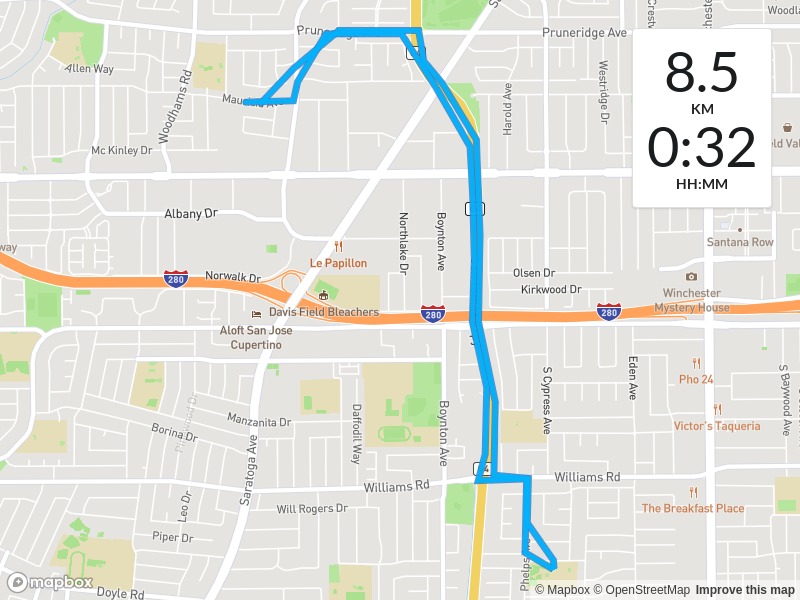 Pruneridge Ave
Woodla
Allen Way
Woodhams Rd
Westridge Dr
Harold Ave
8.5
KM
0:32
HH:MM
Mc Kinley Dr
Albany Dr
Northlake Dr
Boynton Ave
Le Papillon
Santana Row
Norwalk Dr
280
Olsen Dr
Kirkwood Dr
Winchester
Mystery House
Davis Field Bleachers
280
280
Aloft San Jose
Cupertino
S Cypress Ave
Eden Ave
Pho 24
S Baywood Ave
Daffodil Way
Boynton Ave
Manzanita Dr
Borina Dr
Victor's Taqueria
Saratoga Ave
Williams Rd
Williams Rd
Leo Dr
Will Rogers Dr
The Breakfast Place
Piper Dr
Doyle Rd
mapbox
© Mapbox © OpenStreetMap Improve this map